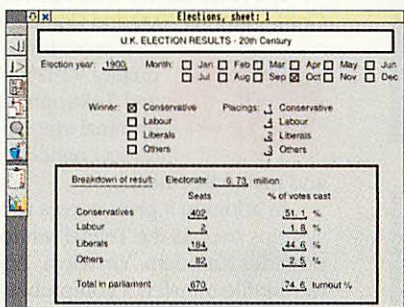 Elections, sheet: 1
U.K. ELECTION RESULTS - 20th Century
Election year: 1900 Month: Jan Feb Mar Apr May Jun
Jul Aug Sep Oct Nov Dec
Winner: Conservative Placings: 1 Conservative
Labour 4 Labour
Liberals 2 Liberals
Others 3 Others
Breakdown of result: Electorate 6.73 million
Seats % of votes cast
Conservatives 402 51.1 %
Labour 2 1.8 %
Liberals 184 44.6 %
Others 82 2.5 %
Total in parliament 670 74.6 turnout %